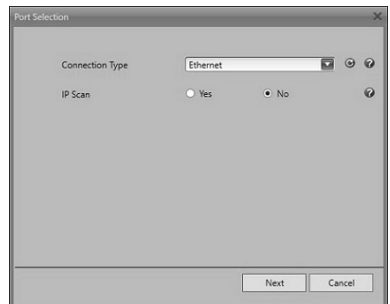 Port Selection
Connection Type Ethernet
IP Scan Yes No
Next Cancel